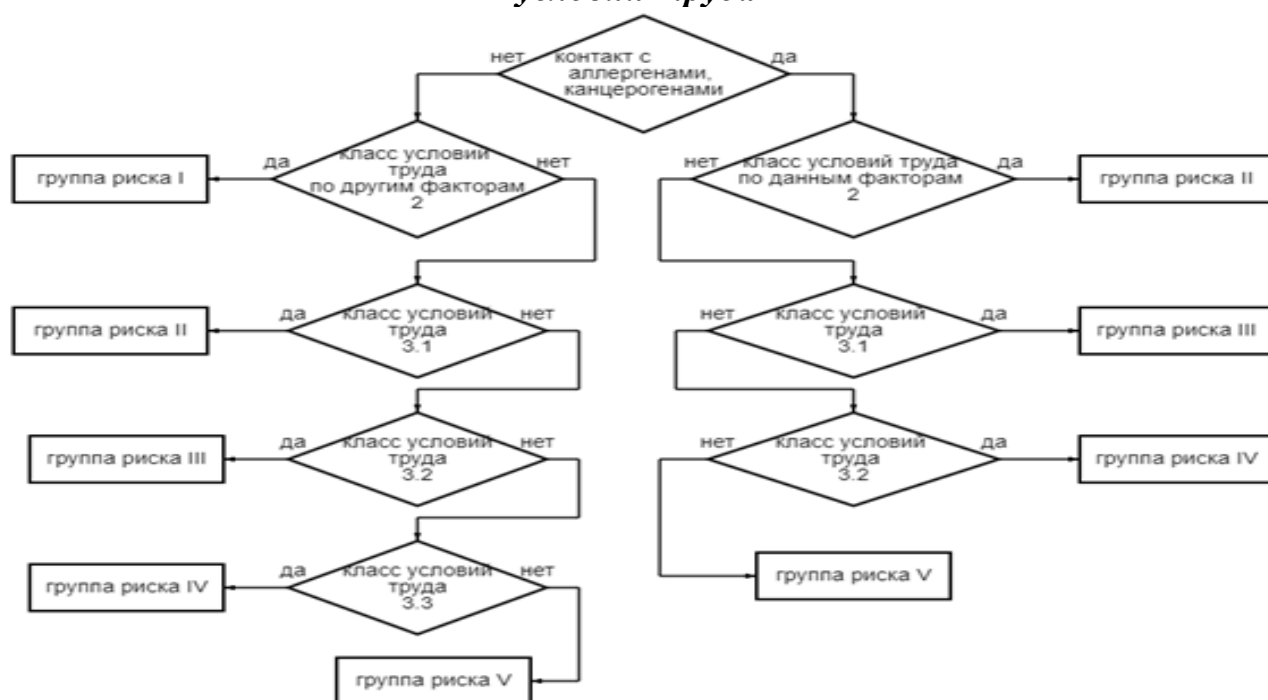 условий труда
нет
контакт с
аллергенами,
канцерогенами
да
группа риска I
да
класс условий
труда
по другим факторам
2
нет
нет
класс условий труда
по данным факторам
2
да
группа риска II
группа риска II
да
класс условий
труда
3.1
нет
нет
класс условий
труда
3.1
да
группа риска III
группа риска III
да
класс условий
труда
3.2
нет
нет
класс условий
труда
3.2
да
группа риска IV
группа риска IV
да
класс условий
труда
3.3
нет
группа риска V
группа риска V